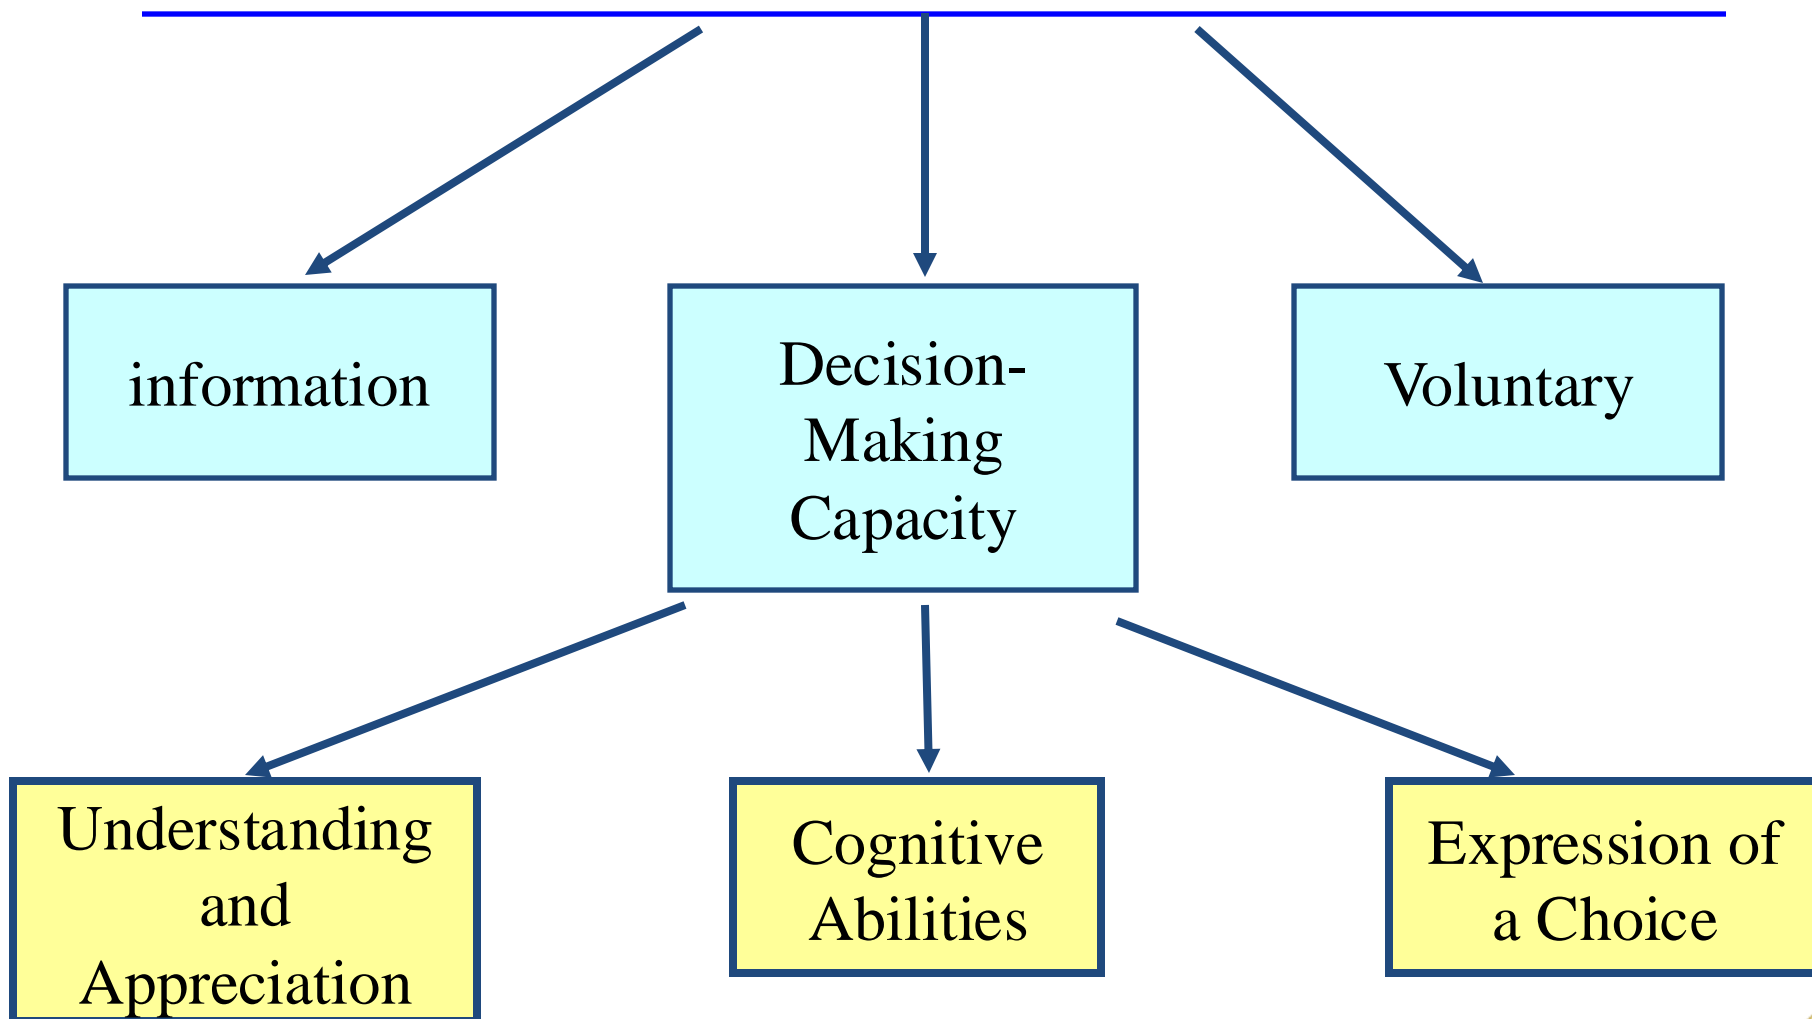 information
Decision-
Making
Capacity
Voluntary
Understanding
and
Appreciation
Cognitive
Abilities
Expression of
a Choice